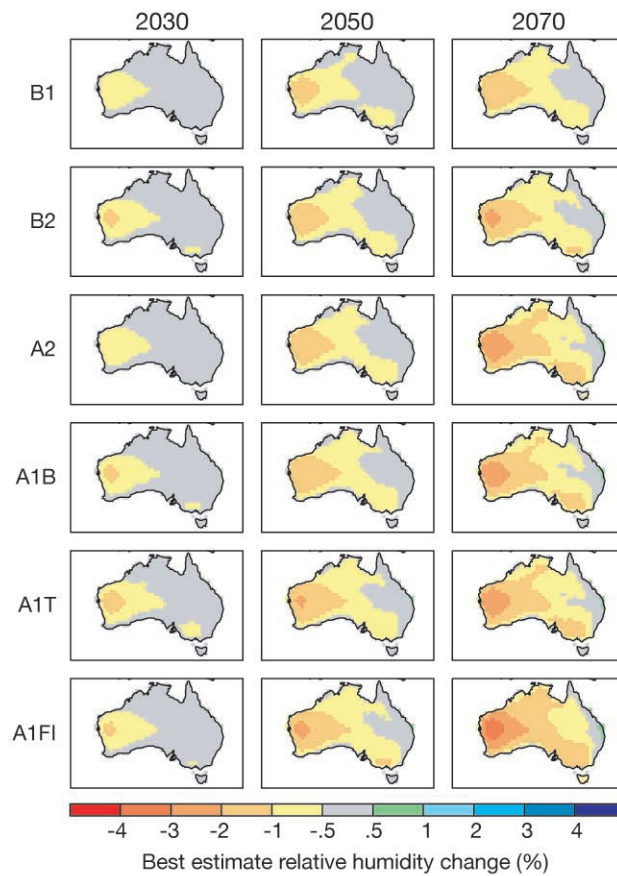 2030 2050 2070
B1
B2
A2
A1B
A1T
A1FI
-4 -3 -2 -1 -.5 .5 1 2 3 4
Best estimate relative humidity change (%)